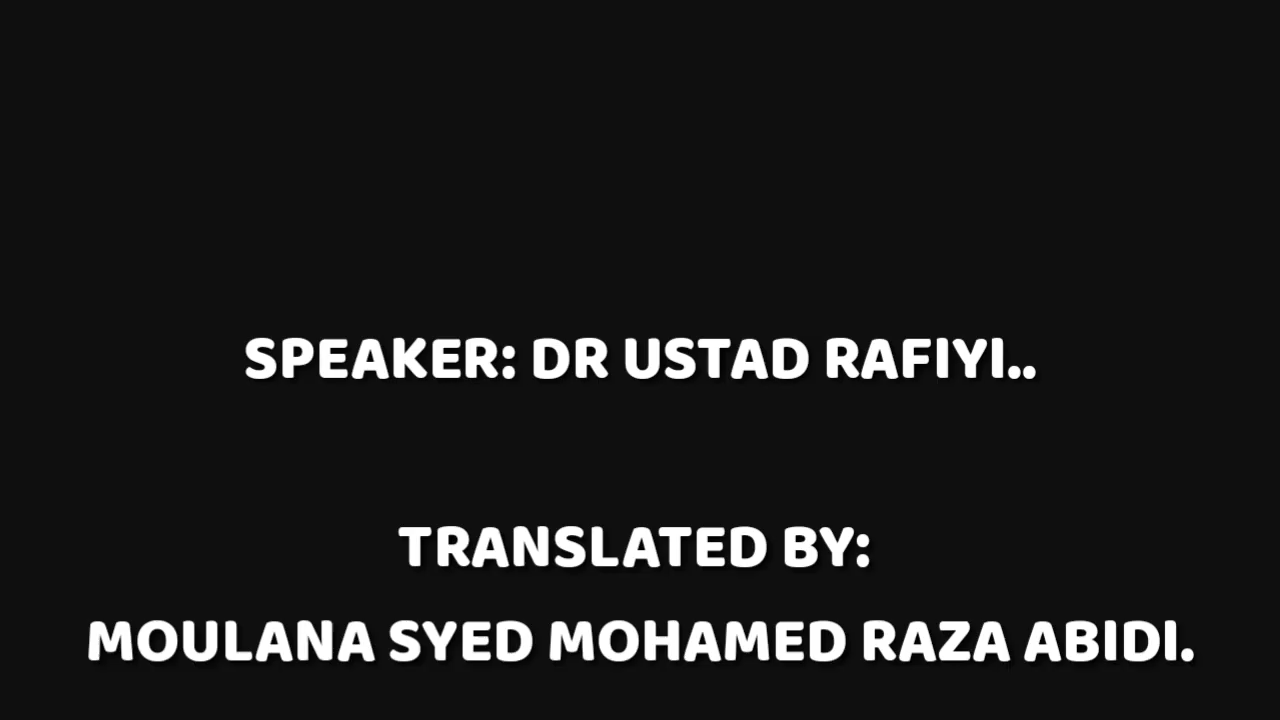 SPEAKER: DR USTAD RAFIYI..
TRANSLATED BY:
MOULANA SYED MOHAMED RAZA ABIDI.